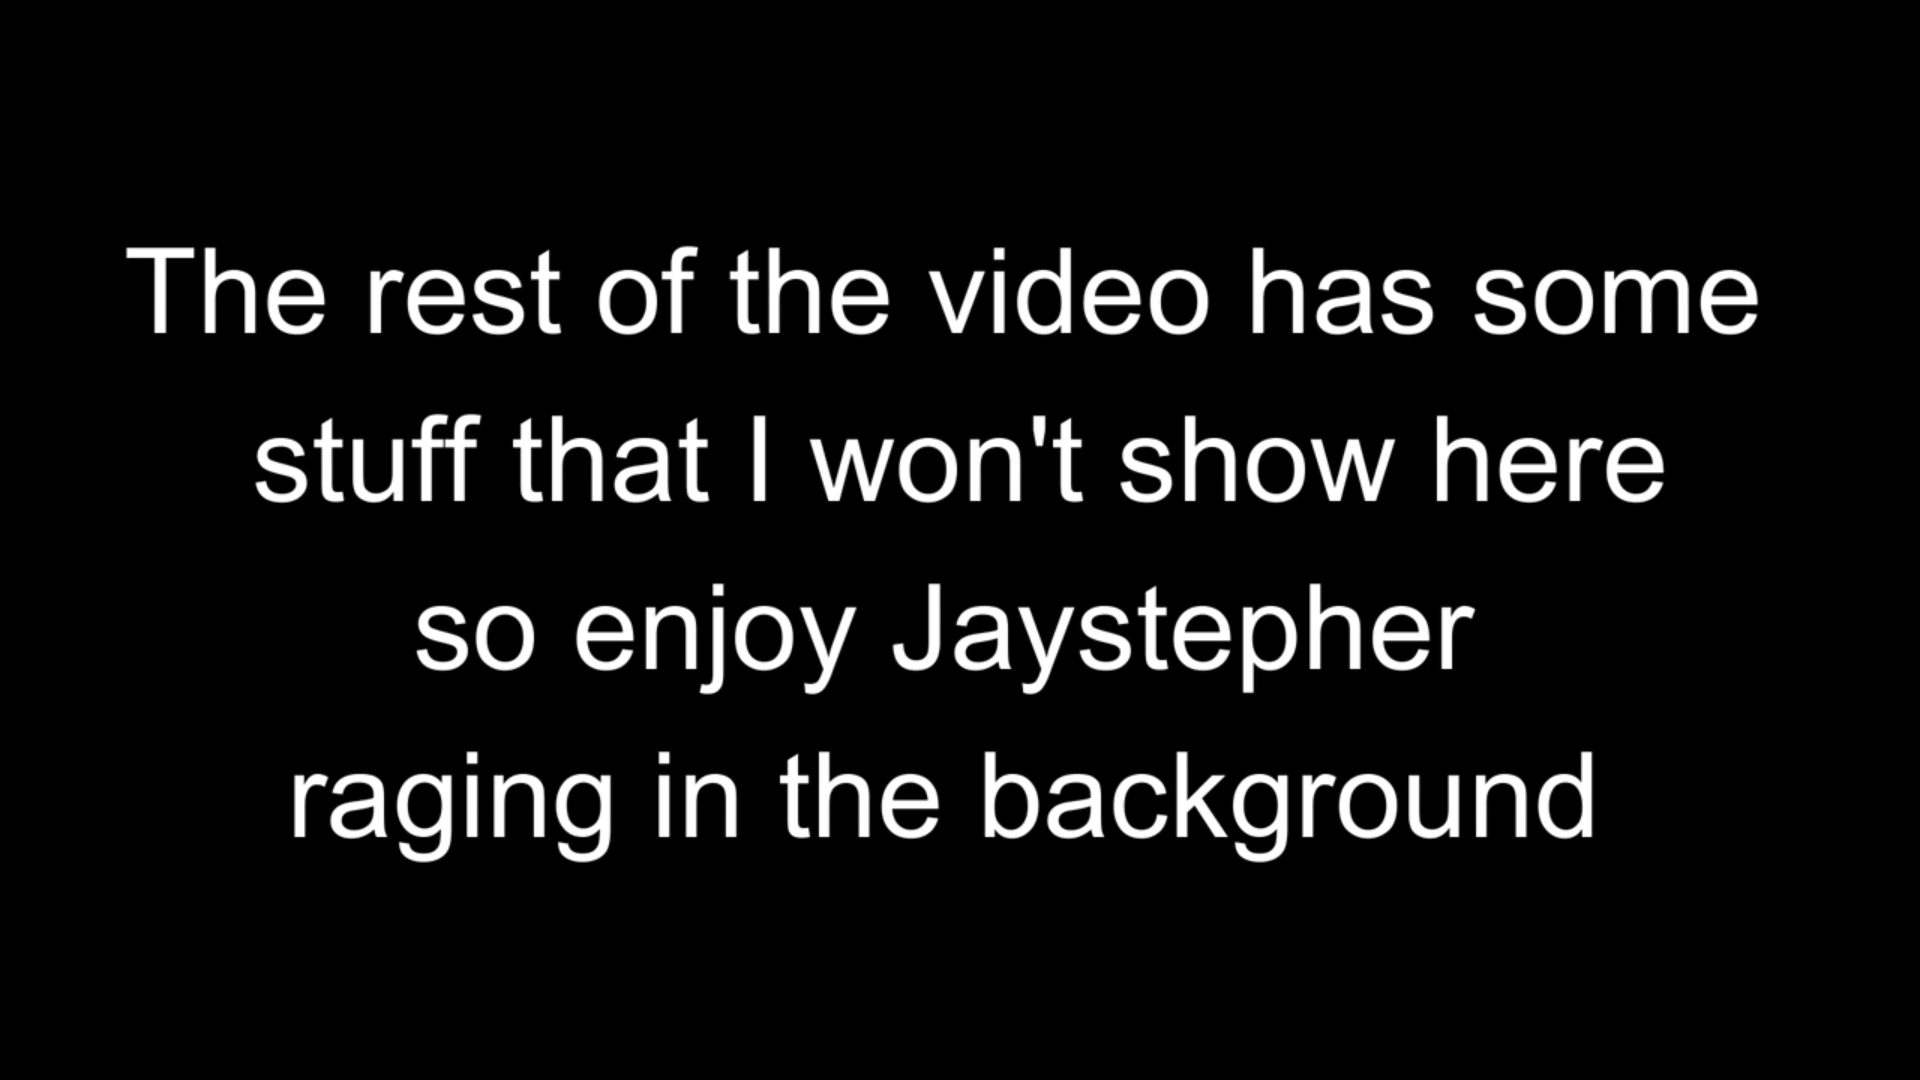 The rest of the video has some
stuff that I won't show here
so enjoy Jaystepher
raging in the background